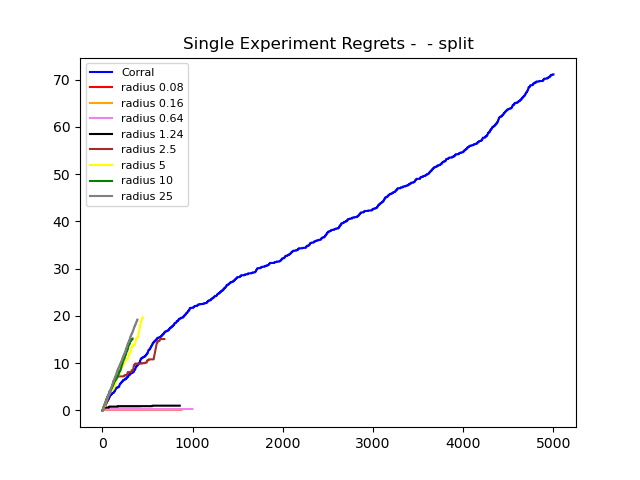 Single Experiment Regrets -  - split
70
60
50
40
30
20
10
0
Corral
radius 0.08
radius 0.16
radius 0.64
radius 1.24
radius 2.5
radius 5
radius 10
radius 25
0 1000 2000 3000 4000 5000